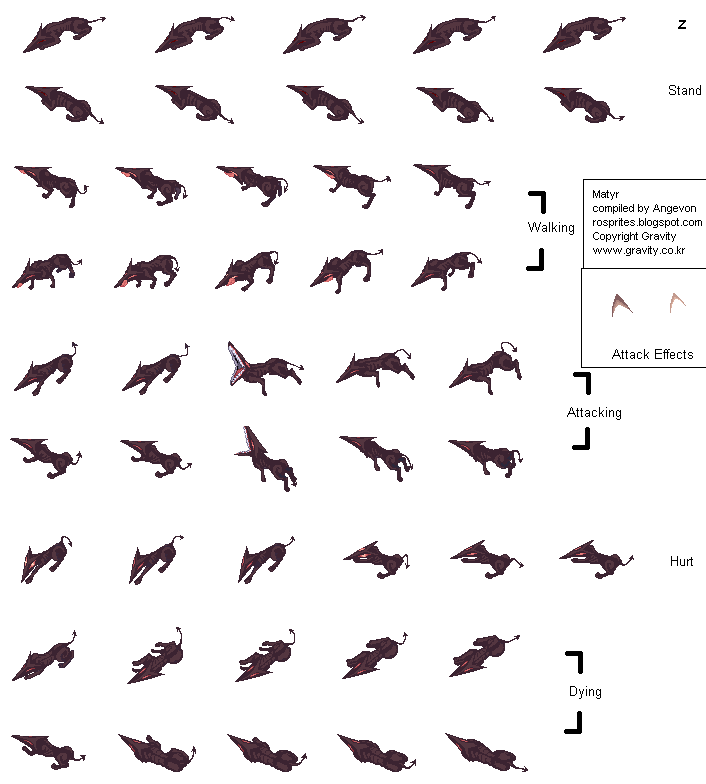 z
Stand
Matyr
compiled by Angevon
rosprites.blogspot.com
Copyright Gravity
www.gravity.co.kr
Walking
Attack Effects
Attacking
Hurt
Dying